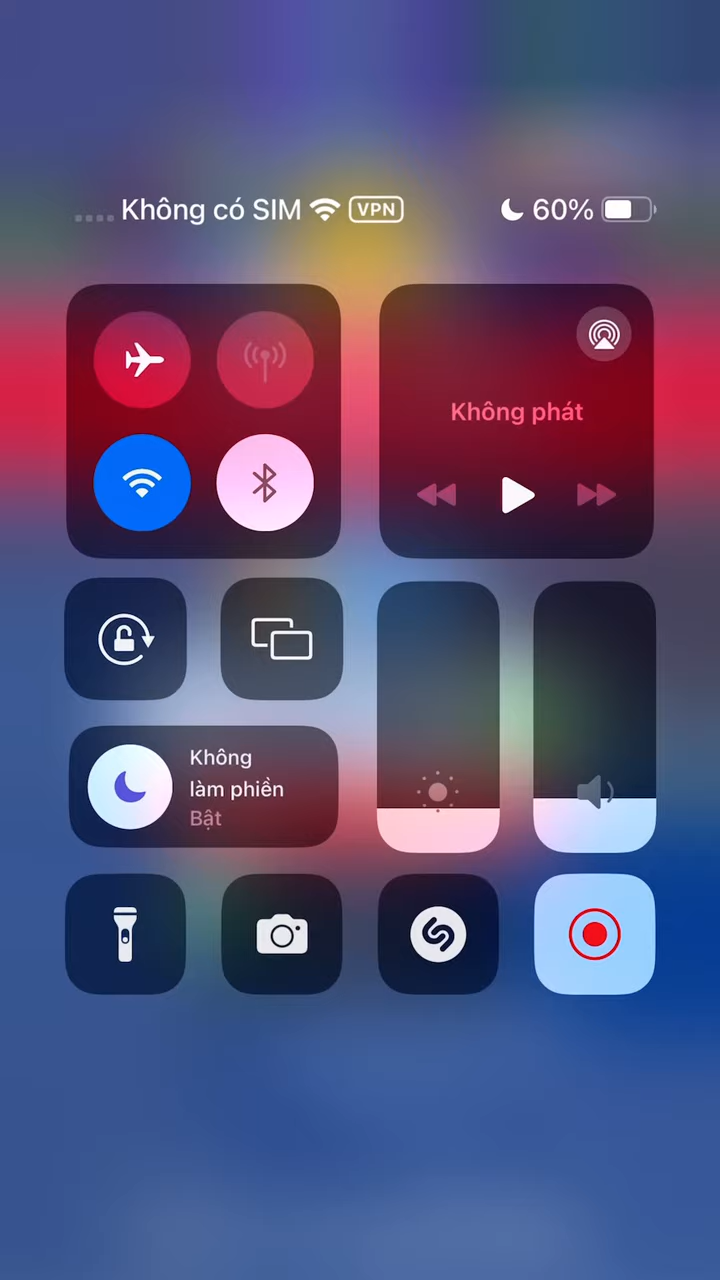 Không có SIM VPN 60%
Không phát
Không
làm phiền
Bật